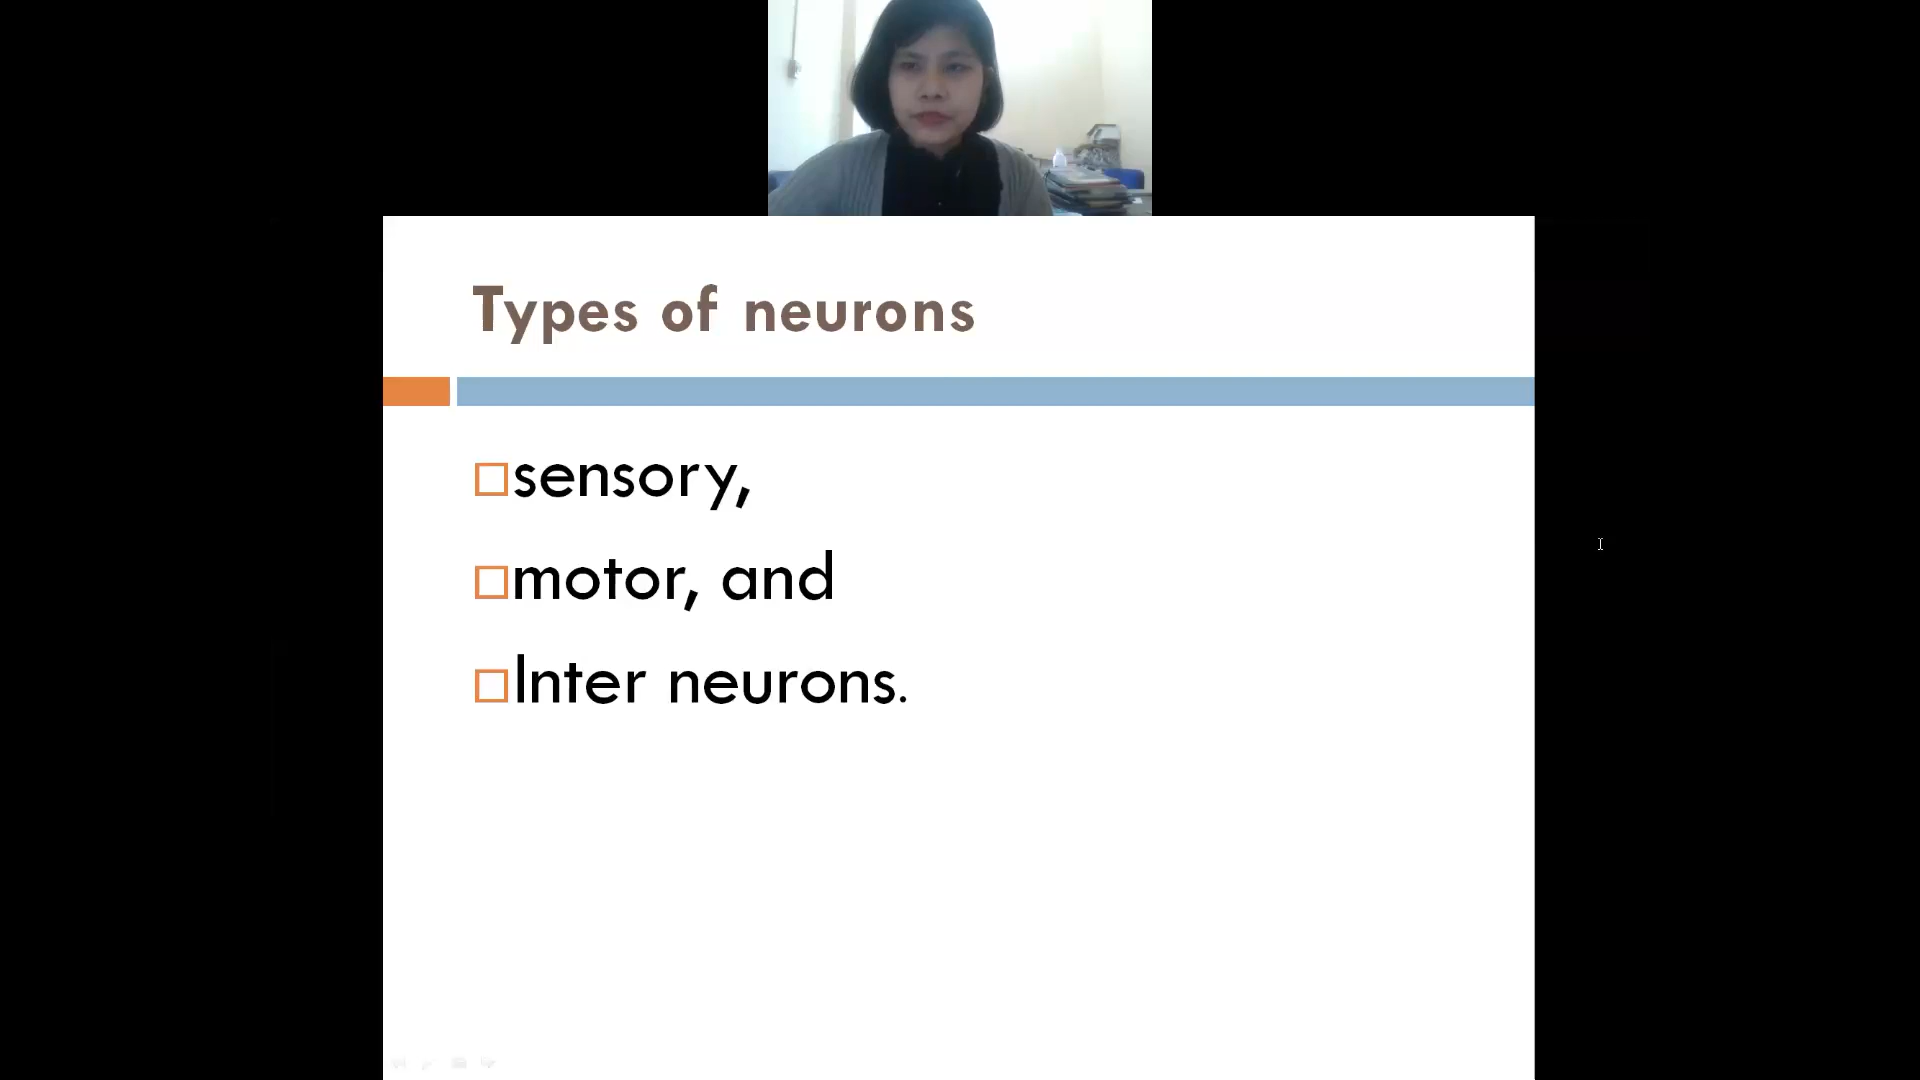 Types of neurons
sensory,
motor, and
Inter neurons.